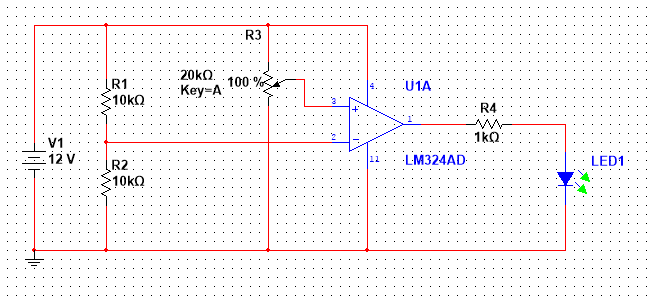 R3
4
U1A
R1
10kΩ
20kΩ
Key=A
100 %
3
+
1
R4
1kΩ
V1
12 V
2
−
11
LM324AD
LED1
R2
10kΩ